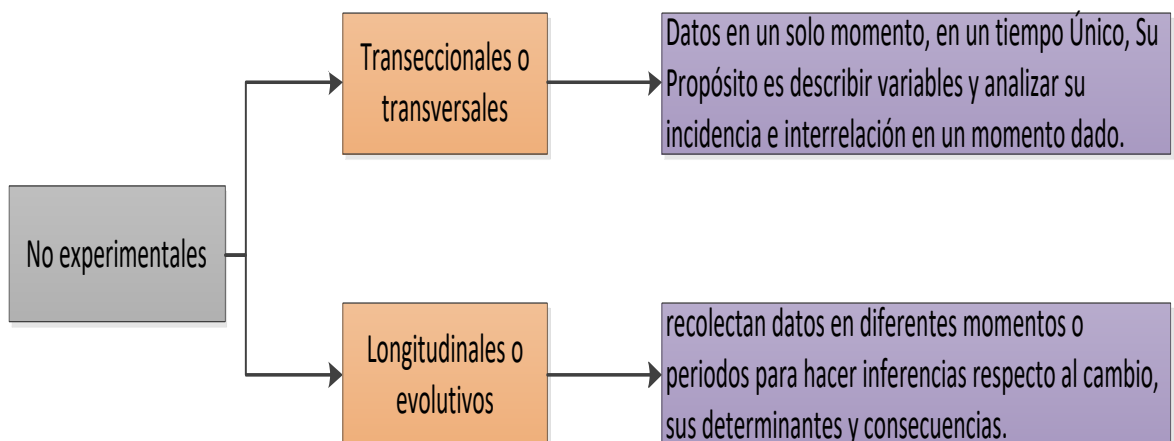 Transeccionales o
transversales
Datos en un solo momento, en un tiempo Único, Su
Propósito es describir variables y analizar su
incidencia e interrelación en un momento dado.
No experimentales
Longitudinales o
evolutivos
recolectan datos en diferentes momentos o
periodos para hacer inferencias respecto al cambio,
sus determinantes y consecuencias.